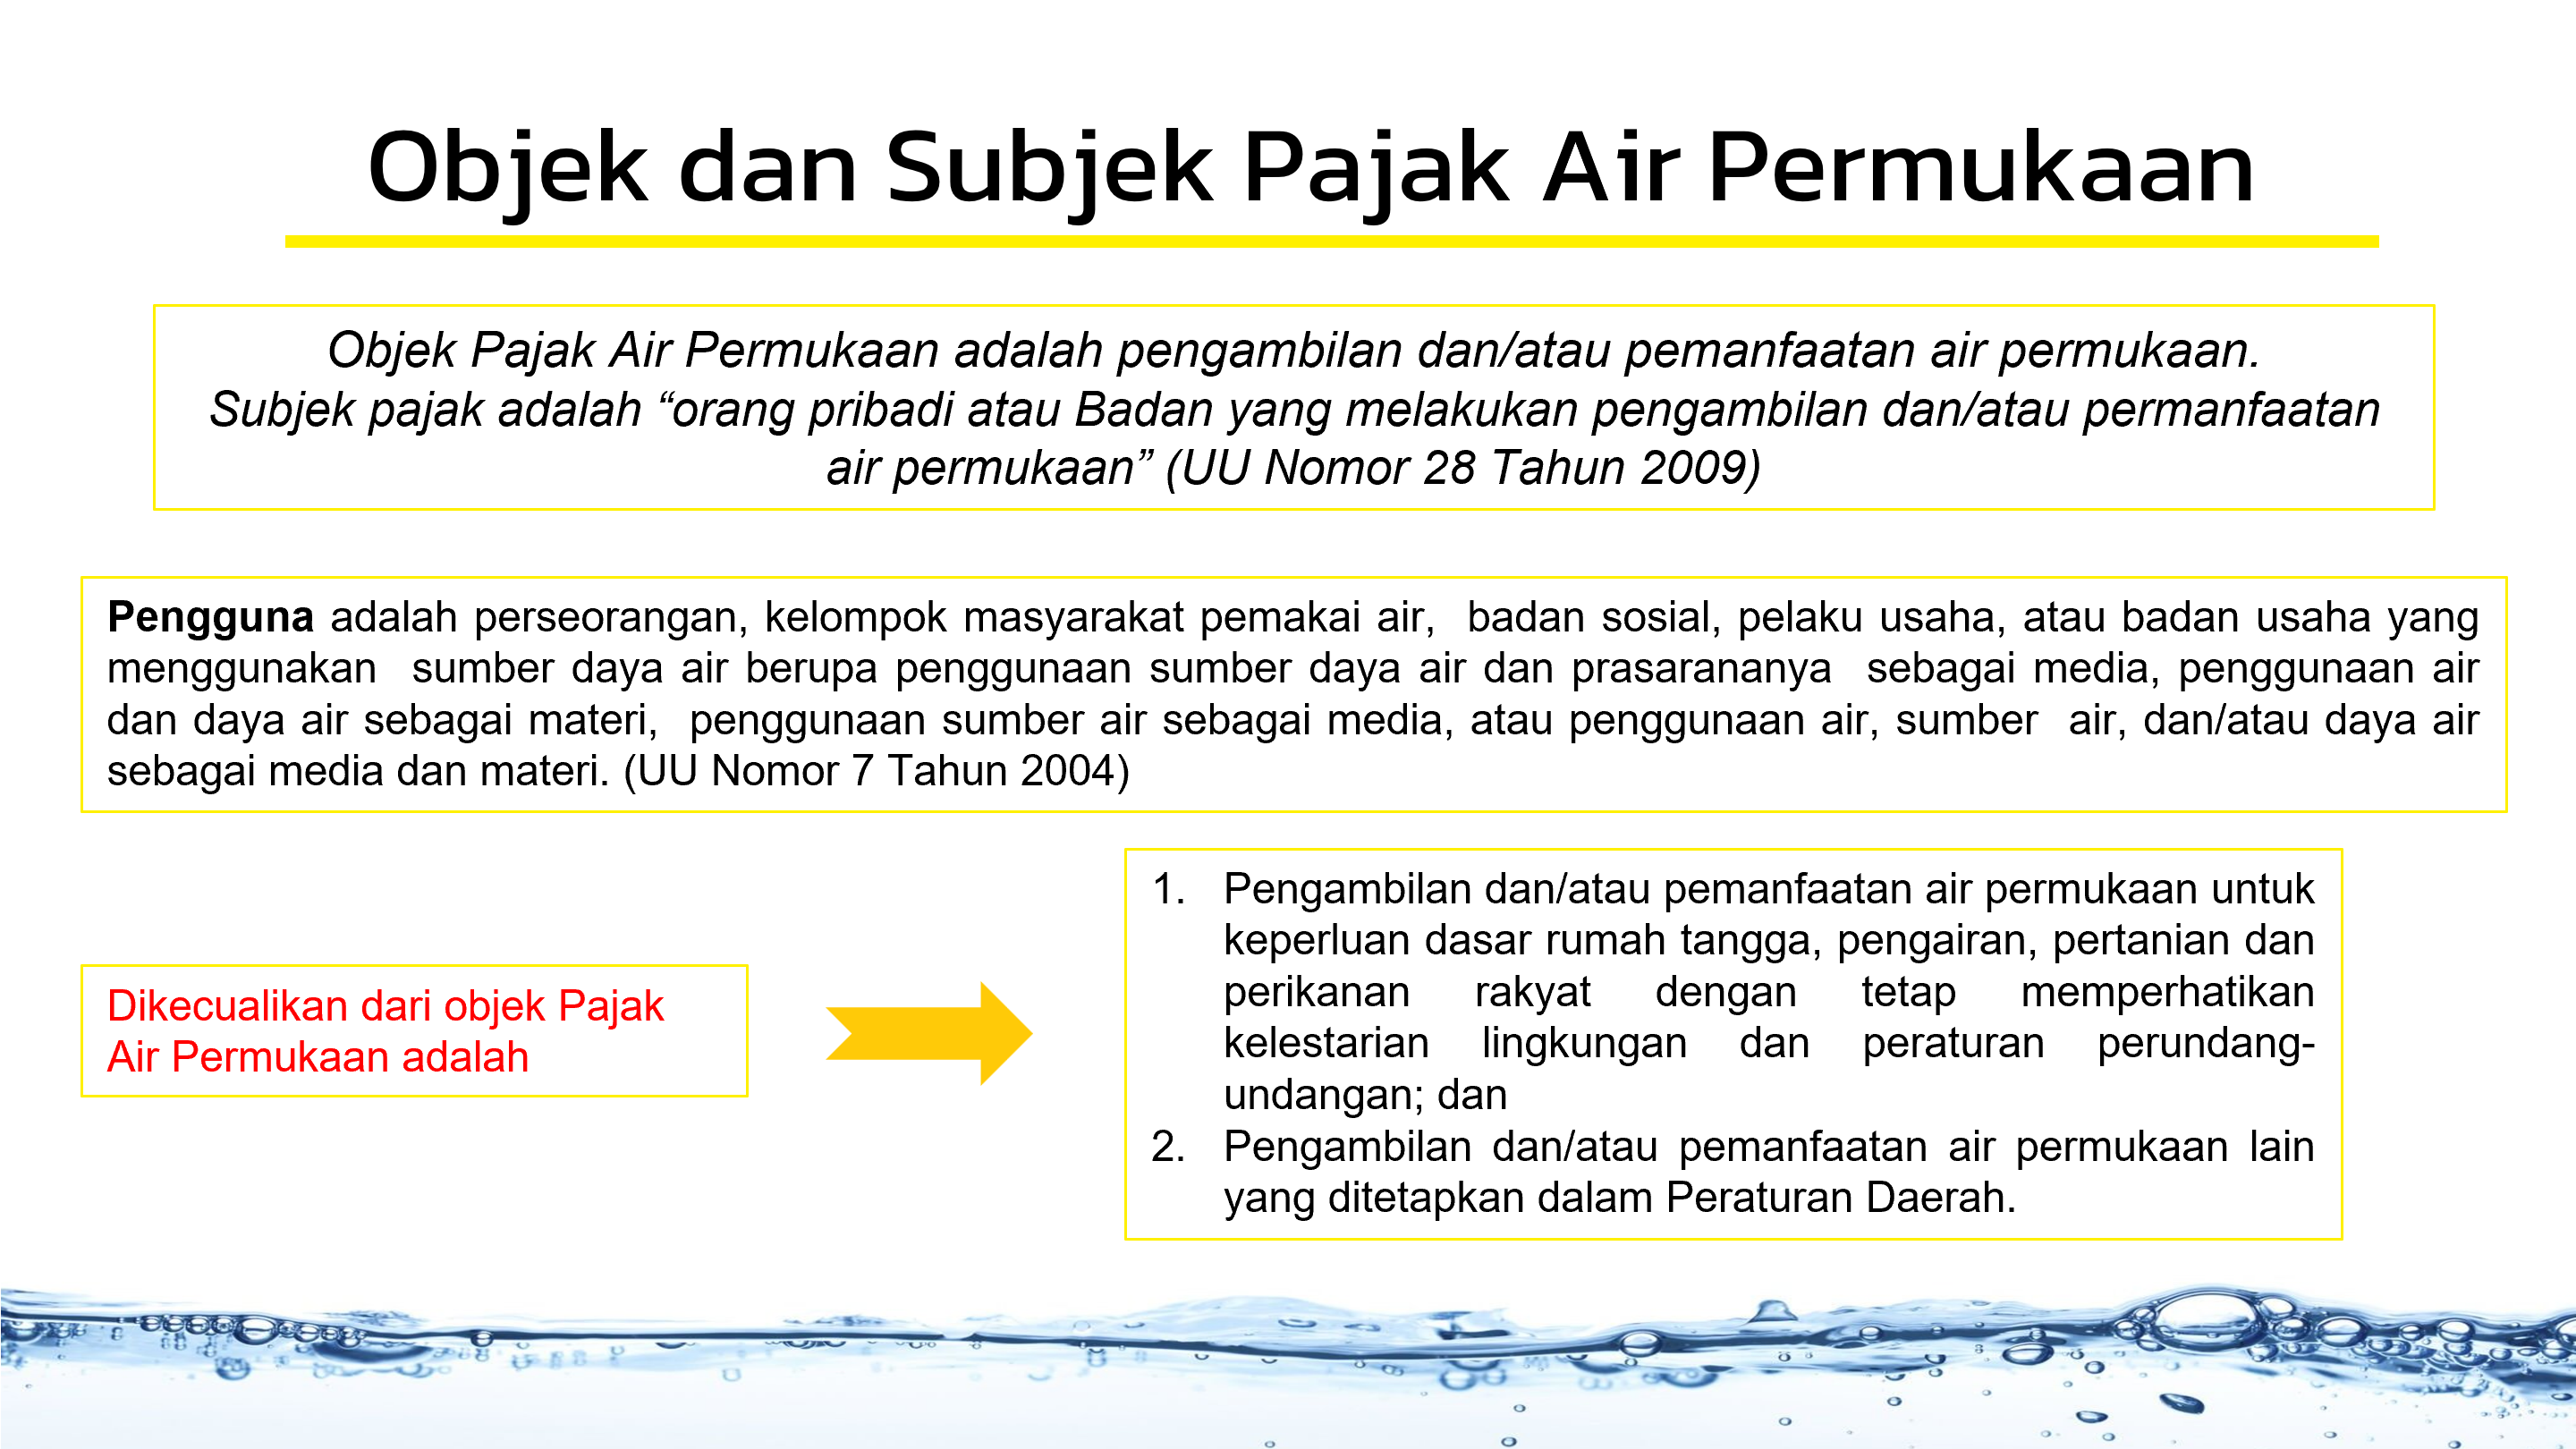 Objek dan Subjek Pajak Air Permukaan
Objek Pajak Air Permukaan adalah pengambilan dan/atau pemanfaatan air permukaan.
Subjek pajak adalah “orang pribadi atau Badan yang melakukan pengambilan dan/atau permanfaatan
air permukaan” (UU Nomor 28 Tahun 2009)
Pengguna adalah perseorangan, kelompok masyarakat pemakai air, badan sosial, pelaku usaha, atau badan usaha yang
menggunakan sumber daya air berupa penggunaan sumber daya air dan prasarananya sebagai media, penggunaan air
dan daya air sebagai materi, penggunaan sumber air sebagai media, atau penggunaan air, sumber air, dan/atau daya air
sebagai media dan materi. (UU Nomor 7 Tahun 2004)
Dikecualikan dari objek Pajak
Air Permukaan adalah
1. Pengambilan dan/atau pemanfaatan air permukaan untuk
keperluan dasar rumah tangga, pengairan, pertanian dan
perikanan rakyat dengan tetap memperhatikan
kelestarian lingkungan dan peraturan perundang-
undangan; dan
2. Pengambilan dan/atau pemanfaatan air permukaan lain
yang ditetapkan dalam Peraturan Daerah.